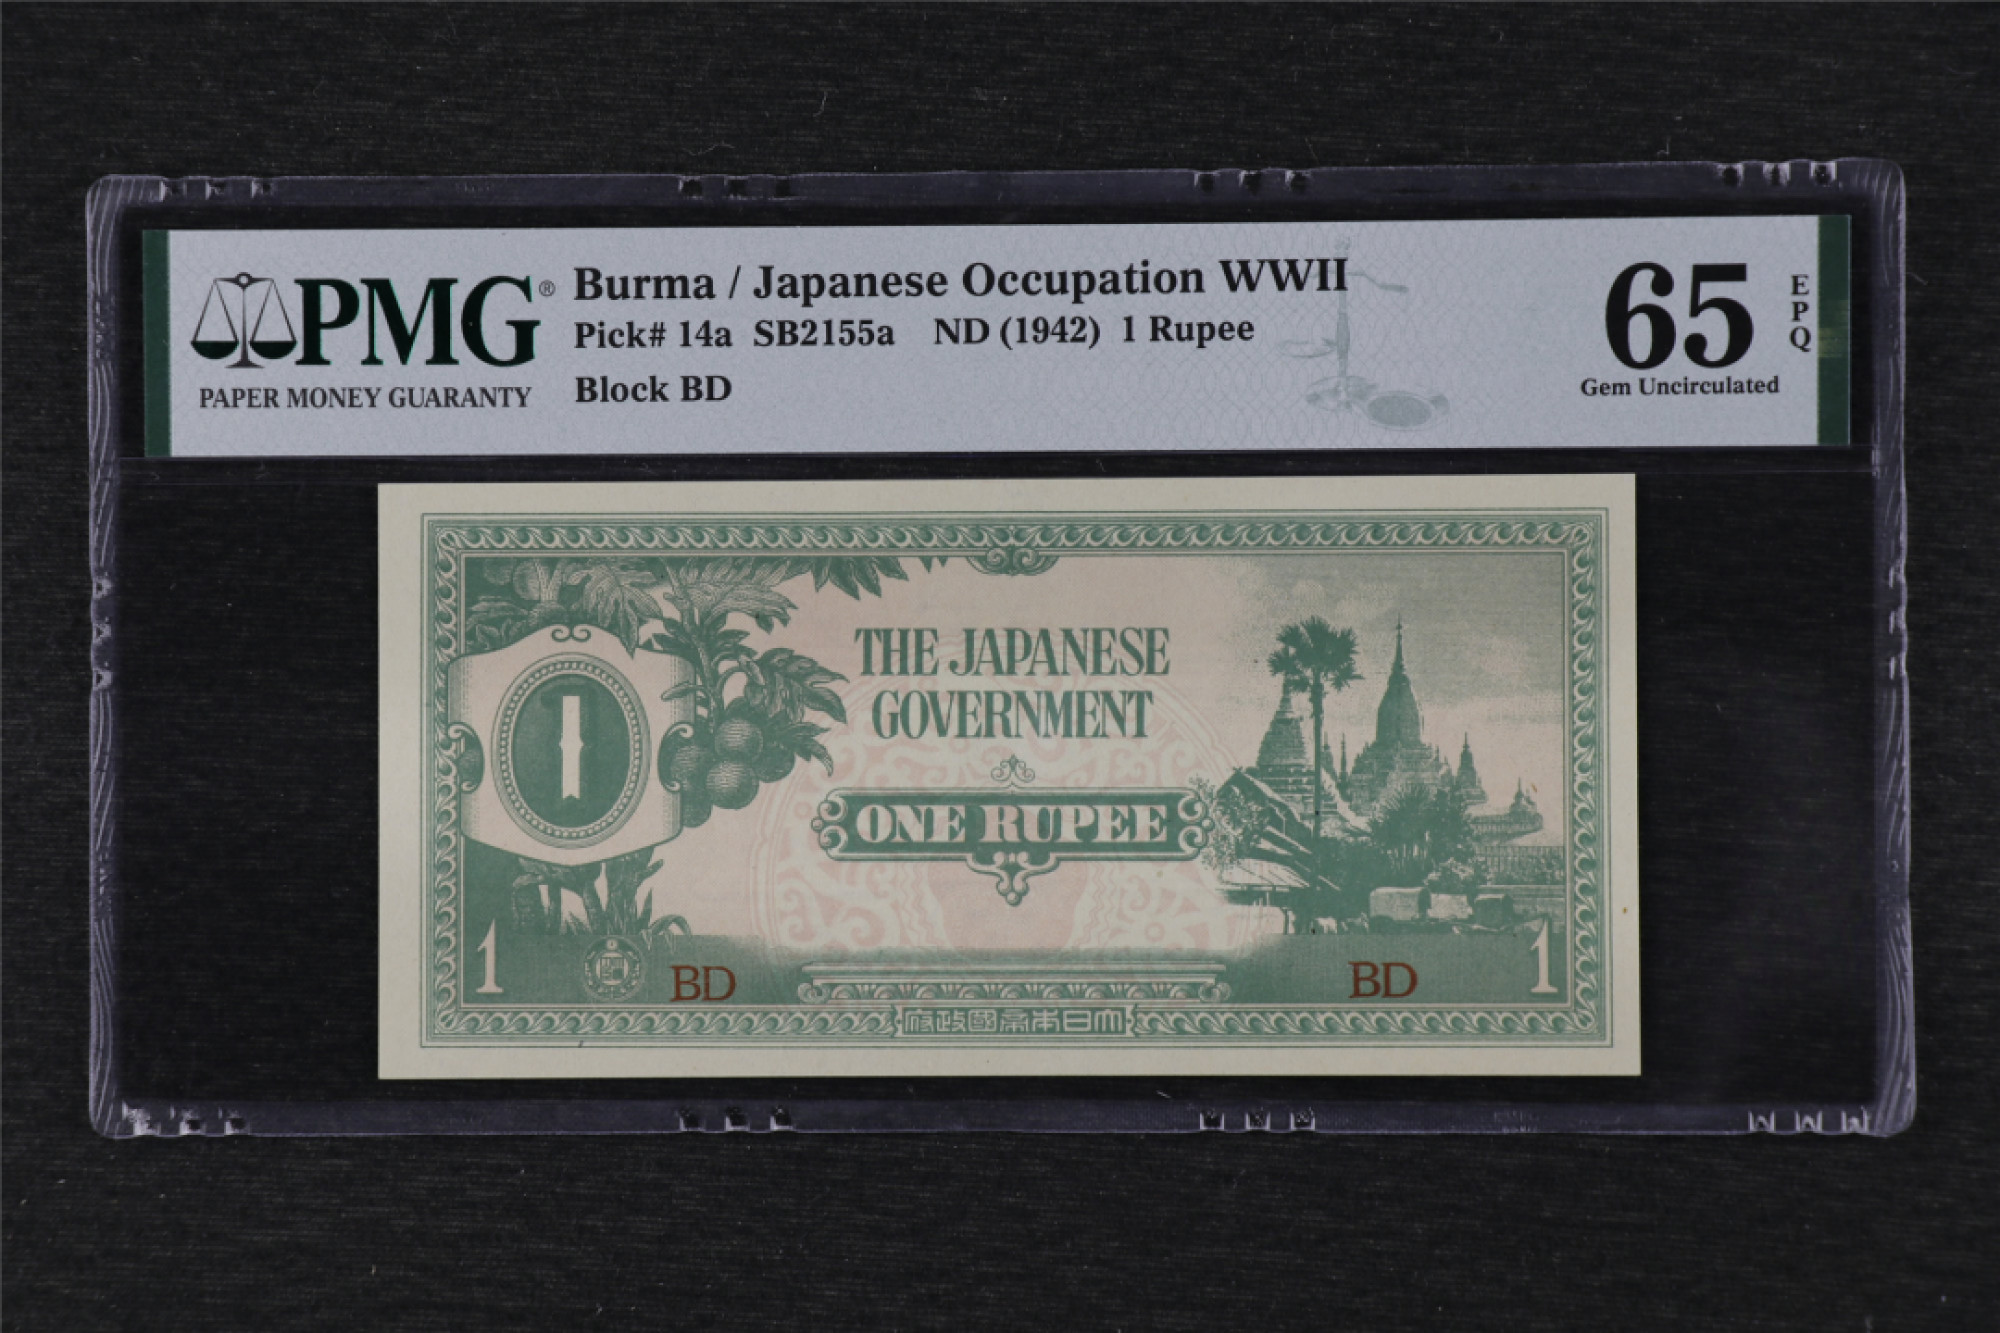 PMG®
PAPER MONEY GUARANTY
Burma / Japanese Occupation WWII
Pick# 14a SB2155a ND (1942) 1 Rupee
Block BD
65
EPQ
Gem Uncirculated
THE JAPANESE
GOVERNMENT
1
ONE RUPEE
1
BD
BD
1
府政國帝本日大